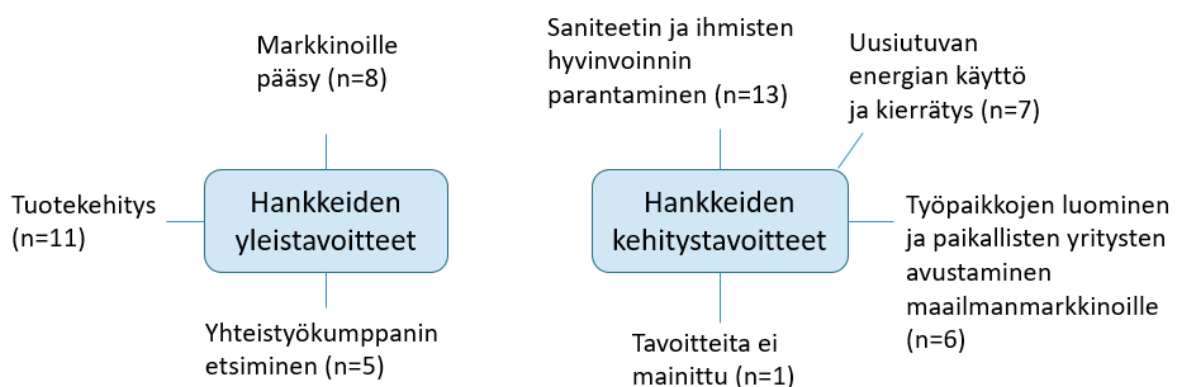 Markkinoille
pääsy (n=8)
Tuotekehitys
(n=11)
Hankkeiden
yleistavoitteet
Yhteistyökumppanin
etsiminen (n=5)
Saniteetin ja ihmisten
hyvinvoinnin
parantaminen (n=13)
Uusiutuvan
energian käyttö
ja kierrätys (n=7)
Hankkeiden
kehitystavoitteet
Työpaikkojen luominen
ja paikallisten yritysten
avustaminen
maailmanmarkkinoille
(n=6)
Tavoitteita ei
mainittu (n=1)